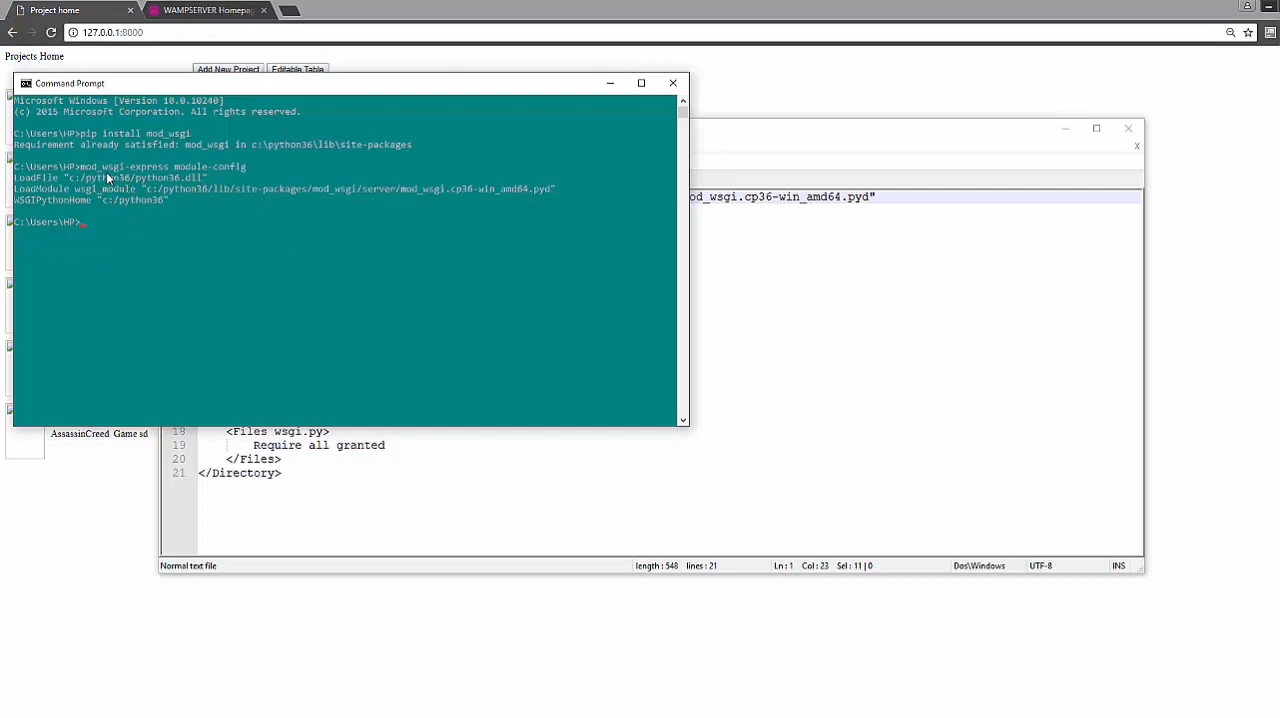 Project home
WAMPSERVER Homepag
127.0.0.1:8000
Projects Home
Add New Project
Editable Table
Command Prompt
Microsoft Windows [Version 10.0.10240]
(c) 2015 Microsoft Corporation. All rights reserved.
C:\Users\HP>pip install mod_wsgi
Requirement already satisfied: mod_wsgi in c:\python36\lib\site-packages
C:\Users\HP>mod_wsgi-express module-config
LoadFile "c:/python36/python36.dll"
LoadModule wsgi_module "c:/python36/lib/site-packages/mod_wsgi/server/mod_wsgi.cp36-win_amd64.pyd"
WSGIPythonHome "c:/python36"
C:\Users\HP>
od_wsgi.cp36-win_amd64.pyd"
AssassinCreed Game sd
18 <Files wsgi.py>
19 Require all granted
20 </Files>
21 </Directory>
Normal text file
length : 548 lines : 21
Ln : 1 Col : 23 Sel : 11 | 0
Dos\Windows
UTF-8
INS